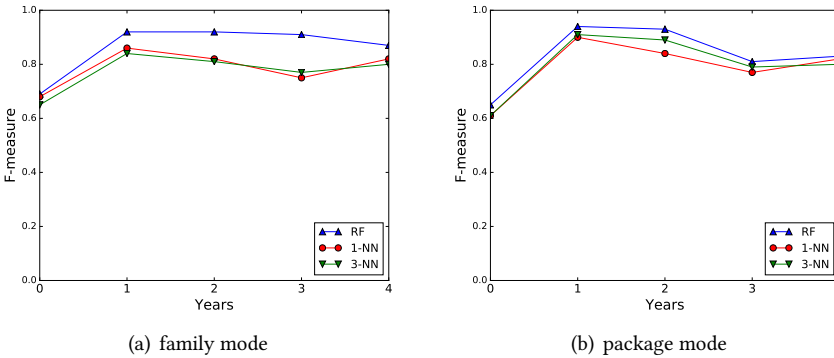 1.0
0.8
0.6
0.4
0.2
0.0
F-measure
0 1 2 3 4
Years
RF
1-NN
3-NN
(a) family mode
1.0
0.8
0.6
0.4
0.2
0.0
F-measure
0 1 2 3
Years
RF
1-NN
3-NN
(b) package mode